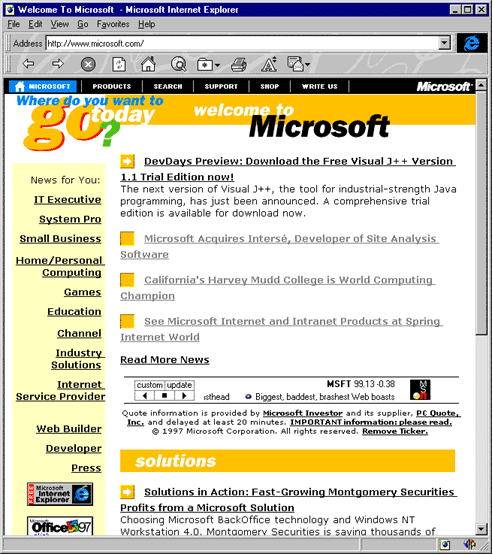 Welcome To Microsoft - Microsoft Internet Explorer
File Edit View Go Favorites Help
Address http://www.microsoft.com/
MICROSOFT PRODUCTS SEARCH SUPPORT SHOP WRITE US Microsoft
Where do you want to
go today
?
welcome to
Microsoft
News for You:
IT Executive
System Pro
Small Business
Home/Personal
Computing
Games
Education
Channel
Industry
Solutions
Internet
Service Provider
Web Builder
Developer
Press
FREE Microsoft
Internet
Explorer
Microsoft
Office 97
DevDays Preview: Download the Free Visual J++ Version
1.1 Trial Edition now!
The next version of Visual J++, the tool for industrial-strength Java
programming, has just been announced. A comprehensive trial
edition is available for download now.
Microsoft Acquires Intersé, Developer of Site Analysis
Software
California's Harvey Mudd College is World Computing
Champion
See Microsoft Internet and Intranet Products at Spring
Internet World
Read More News
custom update
MSFT 99.13 -0.38
Biggest, baddest, brashest Web boasts
Quote information is provided by Microsoft Investor and its supplier, PC Quote,
Inc. and delayed at least 20 minutes. IMPORTANT information: please read.
© 1997 Microsoft Corporation. All rights reserved. Remove Ticker.
solutions
Solutions in Action: Fast-Growing Montgomery Securities
Profits from a Microsoft Solution
Choosing Microsoft BackOffice technology and Windows NT
Workstation 4.0, Montgomery Securities is saving thousands of